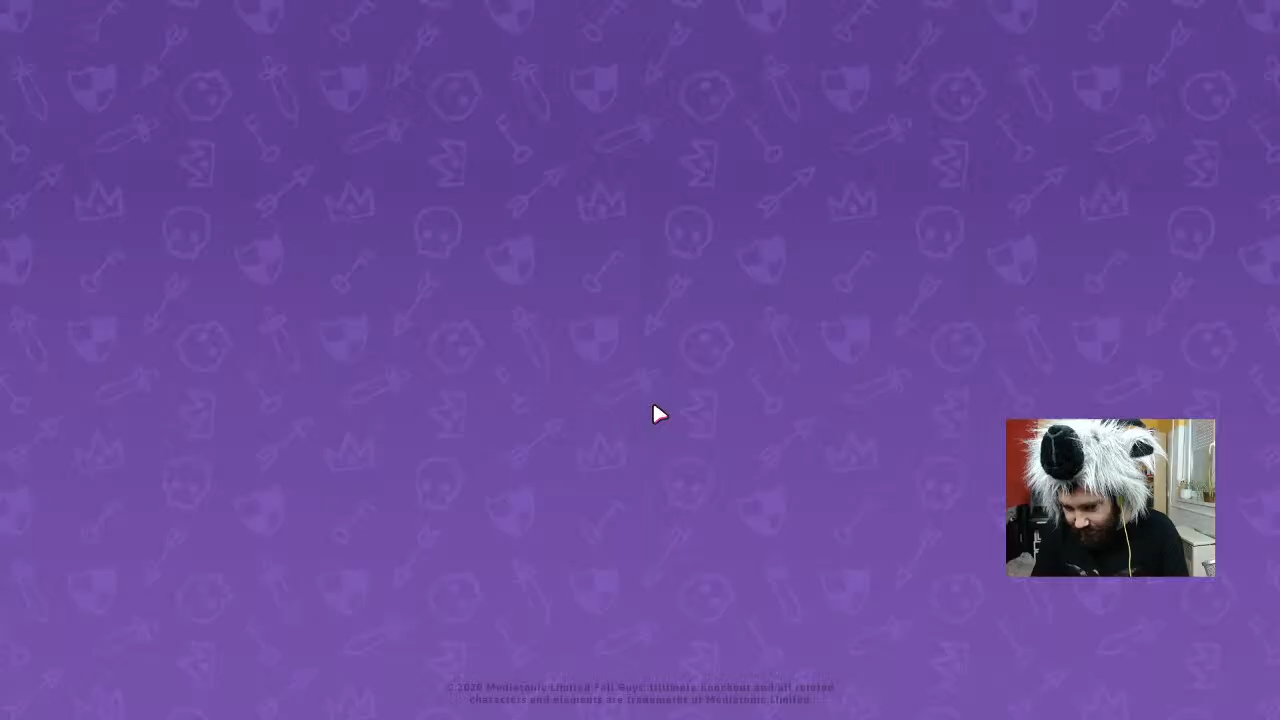 © 2020 Mediatonic Limited Fall Guys: Ultimate Knockout and all related
characters and elements are trademarks of Mediatonic Limited